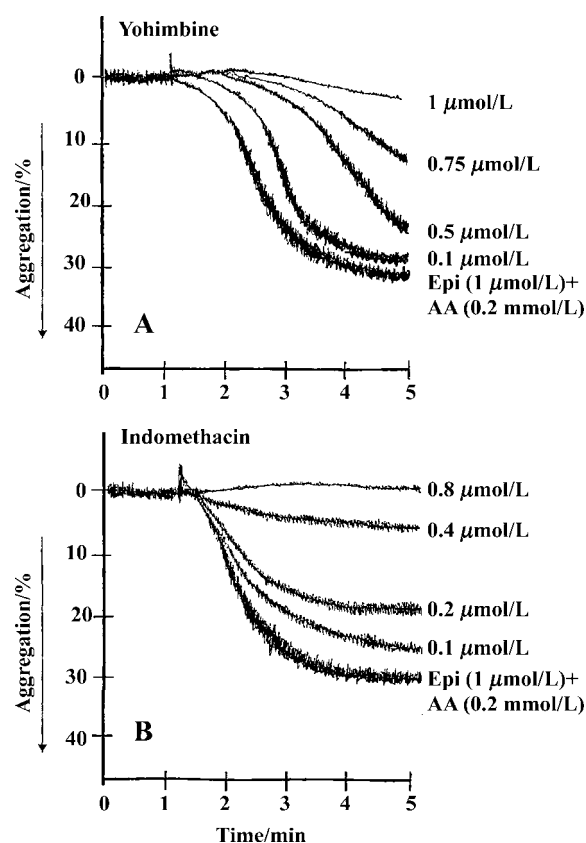 Yohimbine
0
10
20
30
40
Aggregation/%
A
1 μmol/L
0.75 μmol/L
0.5 μmol/L
0.1 μmol/L
Epi (1 μmol/L)+
AA (0.2 mmol/L)
0 1 2 3 4 5
Indomethacin
0
10
20
30
40
Aggregation/%
B
0.8 μmol/L
0.4 μmol/L
0.2 μmol/L
0.1 μmol/L
Epi (1 μmol/L)+
AA (0.2 mmol/L)
0 1 2 3 4 5
Time/min